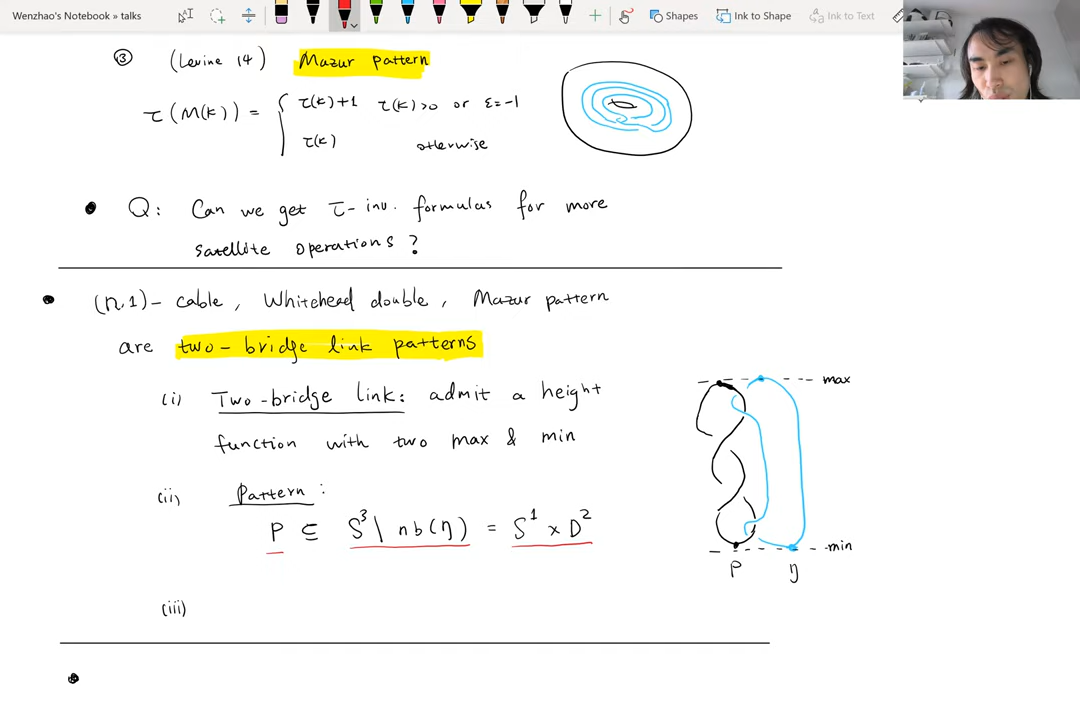 Wenzhao's Notebook » talks
Shapes
Ink to Shape
Ink to Text
③ (Levine 14) Mazur pattern
τ(M(K)) = { τ(K)+1 τ(K)>0 or ε=-1
τ(K) otherwise
• Q: Can we get τ-inv. formulas for more
satellite operations ?
• (n,1)- cable, Whitehead double, Mazur pattern
are two-bridge link patterns
(i) Two-bridge link: admit a height
function with two max & min
max
(ii) Pattern:
P ∈ S³ \ nb(η) = S¹ × D²
min
P η
(iii)
•